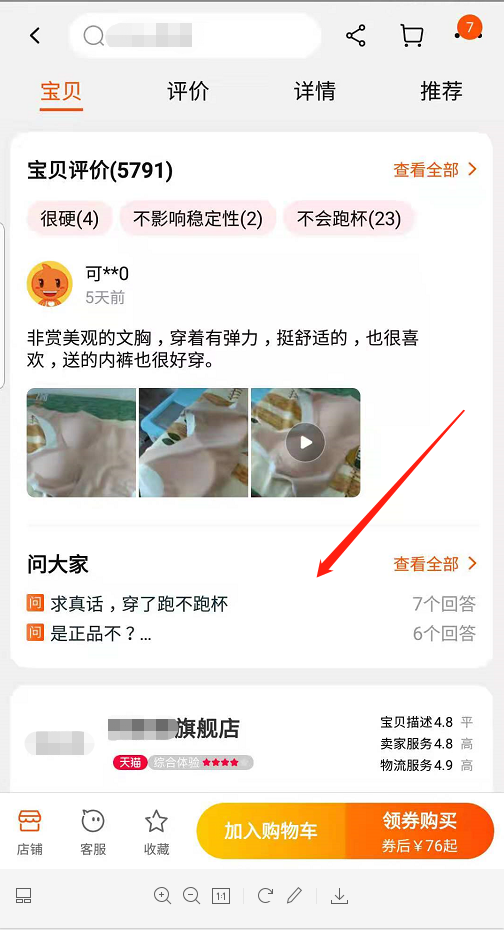 7
宝贝 评价 详情 推荐
宝贝评价(5791) 查看全部
很硬(4) 不影响稳定性(2) 不会跑杯(23)
可**0
5天前
非赏美观的文胸，穿着有弹力，挺舒适的，也很喜
欢，送的内裤也很好穿。
问大家 查看全部
问 求真话，穿了跑不跑杯 7个回答
问 是正品不？... 6个回答
旗舰店
天猫 综合体验
宝贝描述4.8 平
卖家服务4.8 高
物流服务4.9 高
店铺 客服 收藏
加入购物车
领券购买
券后￥76起
1:1